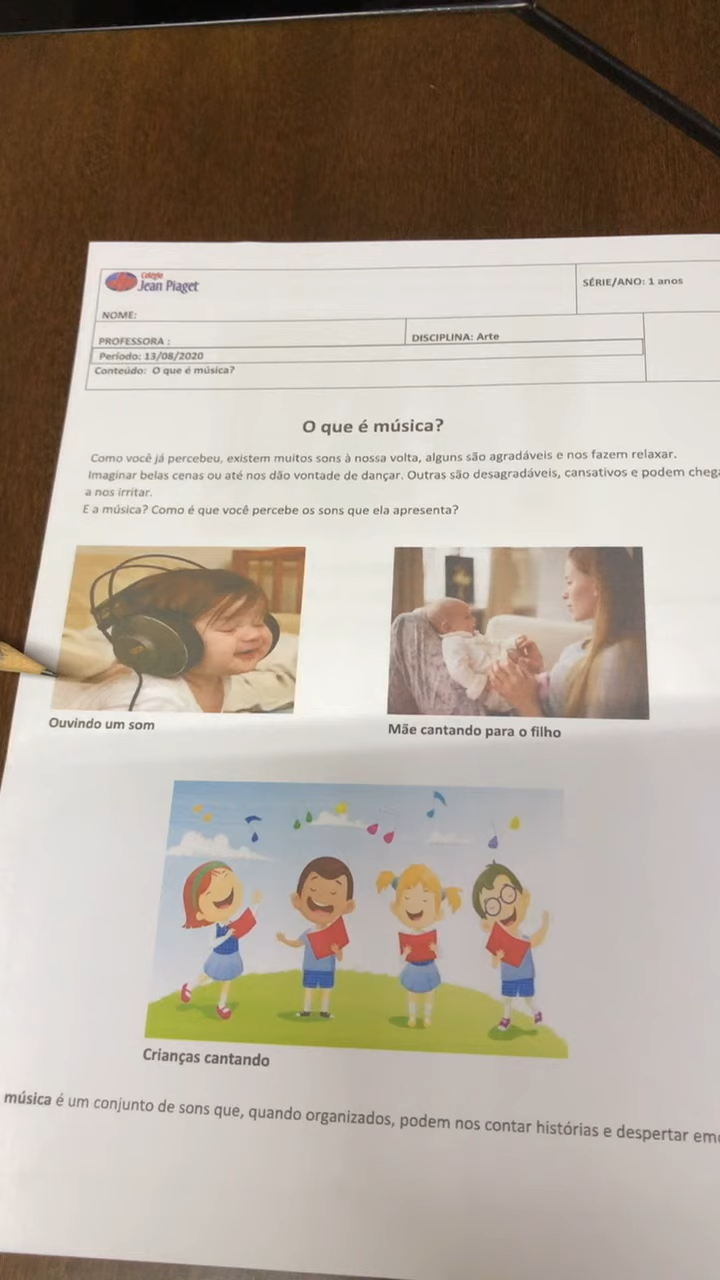 Colégio
Jean Piaget
SÉRIE/ANO: 1 anos
NOME:
PROFESSORA :
DISCIPLINA: Arte
Período: 13/08/2020
Conteúdo: O que é música?
O que é música?
Como você já percebeu, existem muitos sons à nossa volta, alguns são agradáveis e nos fazem relaxar.
Imaginar belas cenas ou até nos dão vontade de dançar. Outras são desagradáveis, cansativos e podem
a nos irritar.
E a música? Como é que você percebe os sons que ela apresenta?
Ouvindo um som
Mãe cantando para o filho
Crianças cantando
música é um conjunto de sons que, quando organizados, podem nos contar histórias e despertar